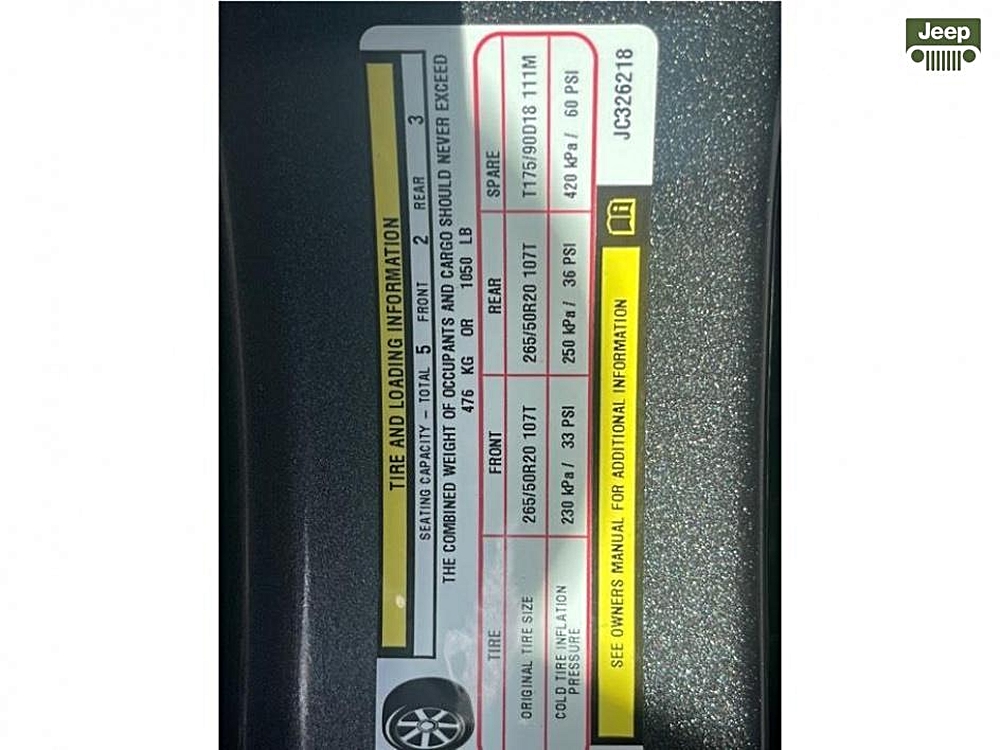 Jeep
TIRE AND LOADING INFORMATION
SEATING CAPACITY – TOTAL 5 FRONT 2 REAR 3
THE COMBINED WEIGHT OF OCCUPANTS AND CARGO SHOULD NEVER EXCEED
476 KG OR 1050 LB
TIRE FRONT REAR SPARE
ORIGINAL TIRE SIZE 265/50R20 107T 265/50R20 107T T175/90D18 111M
COLD TIRE INFLATION PRESSURE 230 kPa / 33 PSI 250 kPa / 36 PSI 420 kPa / 60 PSI
SEE OWNERS MANUAL FOR ADDITIONAL INFORMATION
JC326218